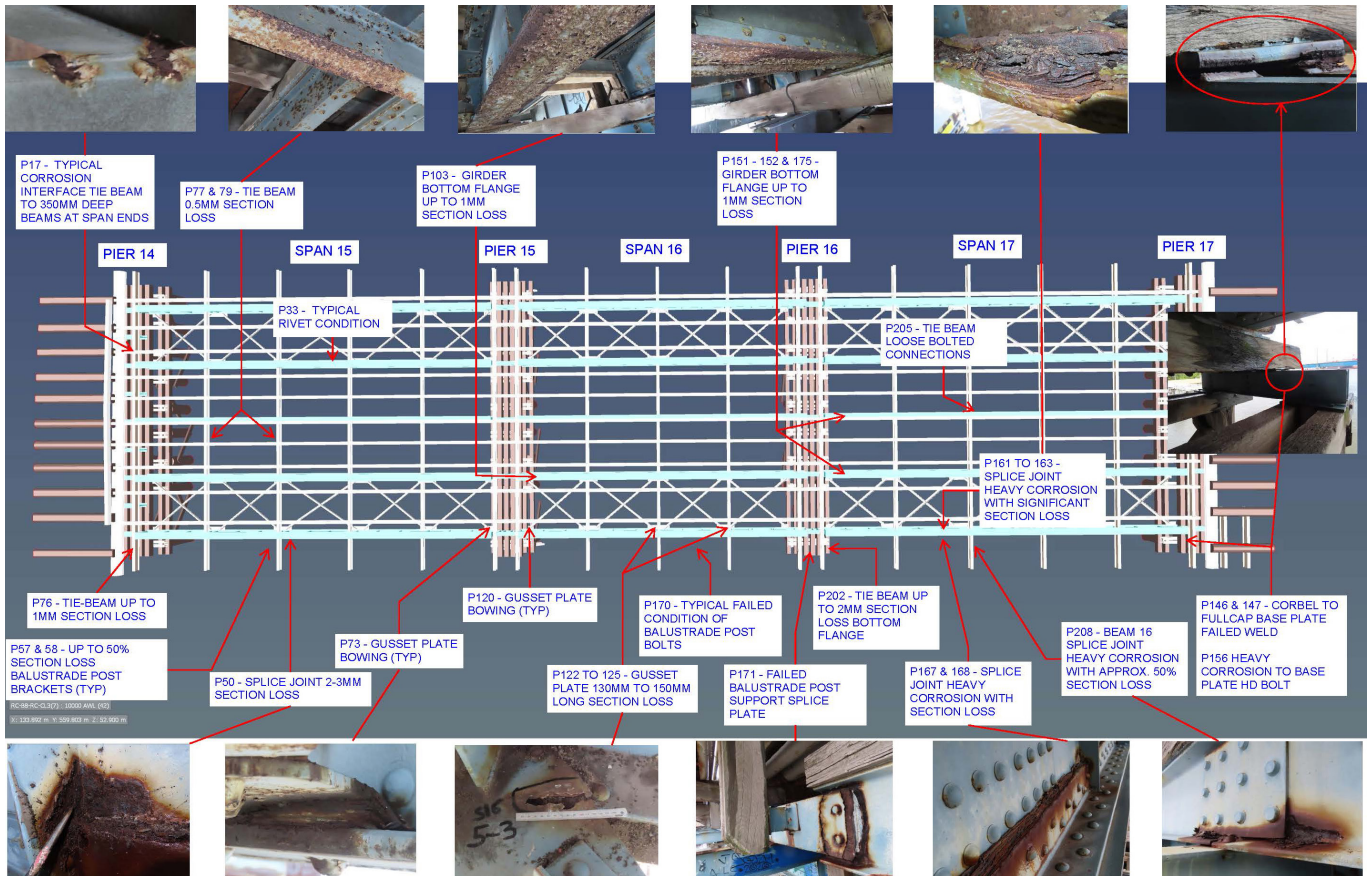 P17 - TYPICAL
CORROSION
INTERFACE TIE BEAM
TO 350MM DEEP
BEAMS AT SPAN ENDS
P77 & 79 - TIE BEAM
0.5MM SECTION
LOSS
P103 - GIRDER
BOTTOM FLANGE
UP TO 1MM
SECTION LOSS
P151 - 152 & 175 -
GIRDER BOTTOM
FLANGE UP TO
1MM SECTION
LOSS
PIER 14
SPAN 15
PIER 15
SPAN 16
PIER 16
SPAN 17
PIER 17
P33 - TYPICAL
RIVET CONDITION
P205 - TIE BEAM
LOOSE BOLTED
CONNECTIONS
P161 TO 163 -
SPLICE JOINT
HEAVY CORROSION
WITH SIGNIFICANT
SECTION LOSS
P76 - TIE-BEAM UP TO
1MM SECTION LOSS
P57 & 58 - UP TO 50%
SECTION LOSS
BALUSTRADE POST
BRACKETS (TYP)
P50 - SPLICE JOINT 2-3MM
SECTION LOSS
P73 - GUSSET PLATE
BOWING (TYP)
P120 - GUSSET PLATE
BOWING (TYP)
P122 TO 125 - GUSSET
PLATE 130MM TO 150MM
LONG SECTION LOSS
P170 - TYPICAL FAILED
CONDITION OF
BALUSTRADE POST
BOLTS
P171 - FAILED
BALUSTRADE POST
SUPPORT SPLICE
PLATE
P202 - TIE BEAM UP
TO 2MM SECTION
LOSS BOTTOM
FLANGE
P167 & 168 - SPLICE
JOINT HEAVY
CORROSION WITH
SECTION LOSS
P208 - BEAM 16
SPLICE JOINT
HEAVY CORROSION
WITH APPROX. 50%
SECTION LOSS
P146 & 147 - CORBEL TO
FULLCAP BASE PLATE
FAILED WELD
P156 HEAVY
CORROSION TO BASE
PLATE HD BOLT
X: 133.892 m Y: 559.803 m Z: 52.900 m
S16
5-3